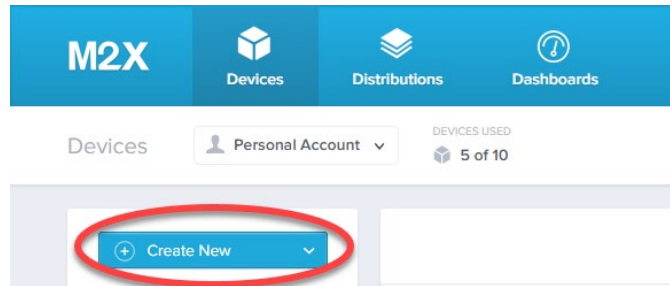 M2X
Devices
Distributions
Dashboards
Devices
Personal Account
DEVICES USED
5 of 10
Create New